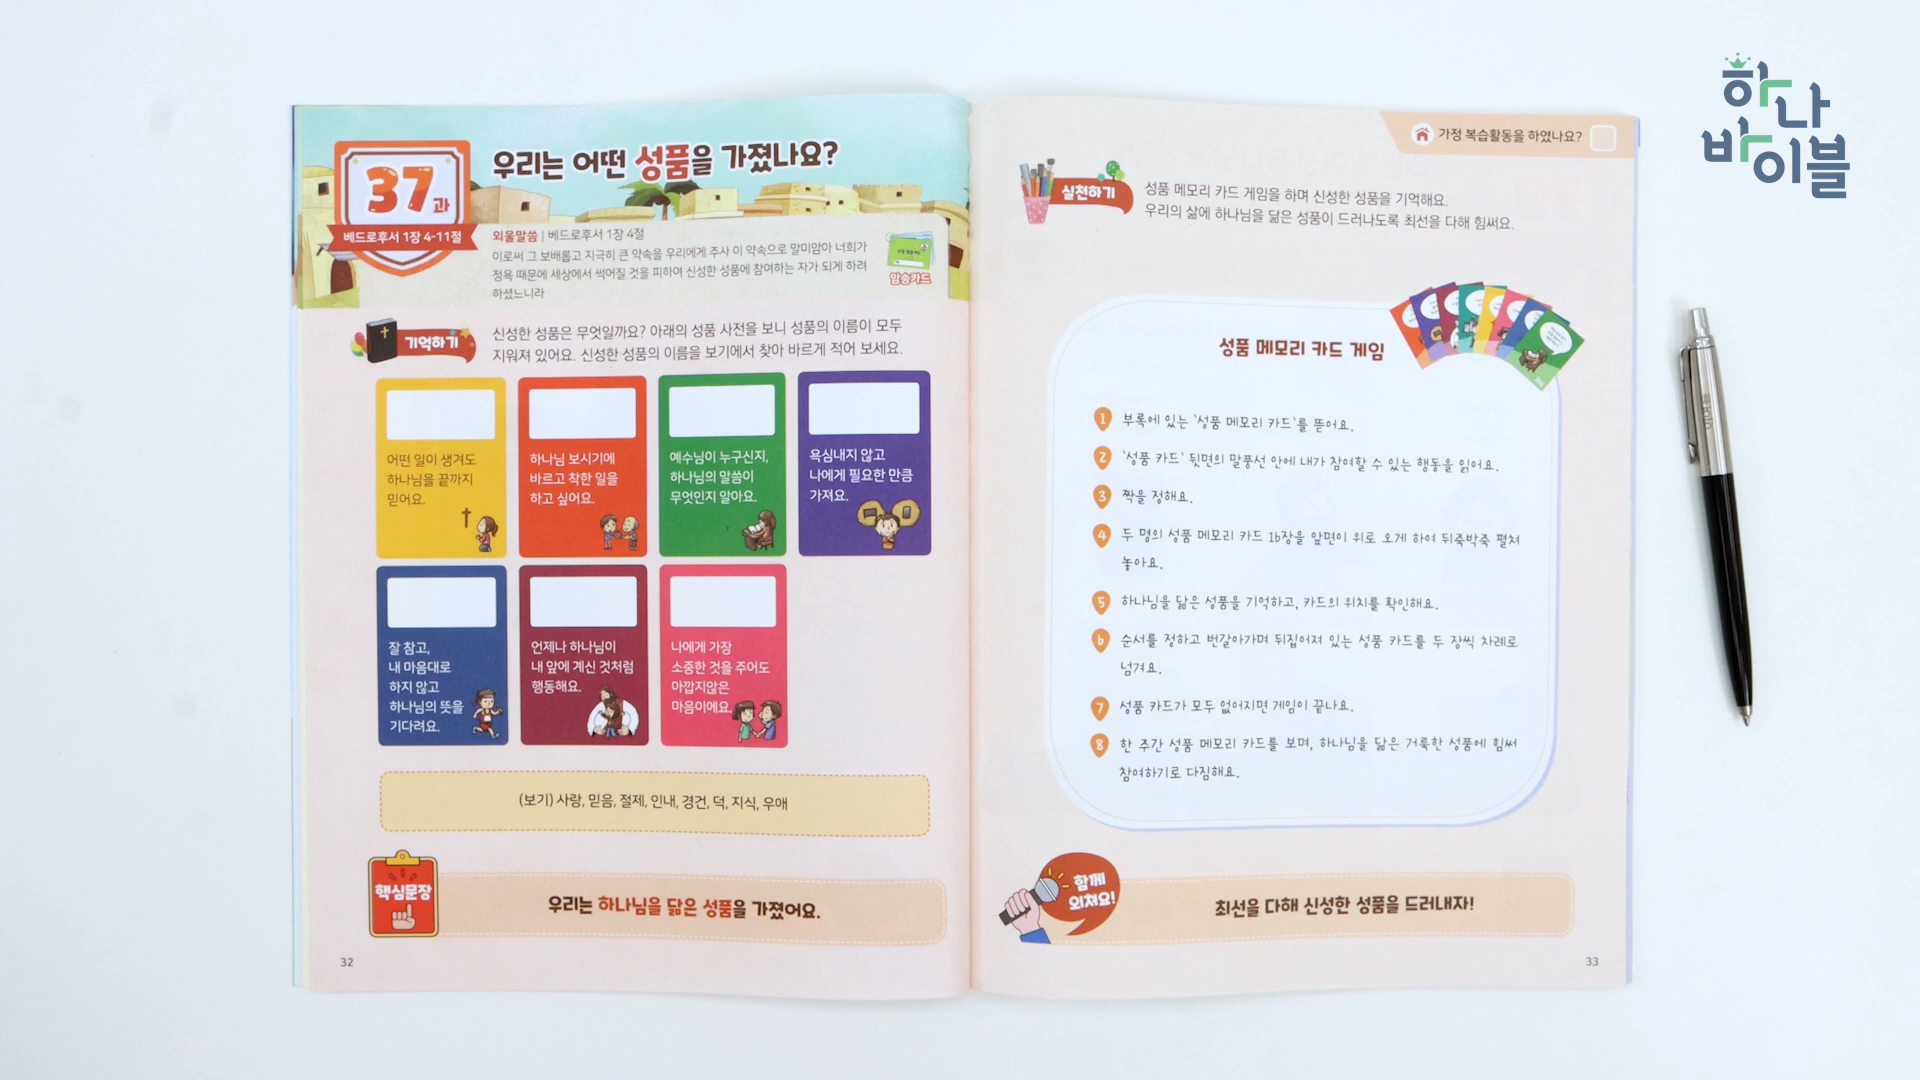 하나
바이블
37과
베드로후서 1장 4-11절
우리는 어떤 성품을 가졌나요?
외울말씀 | 베드로후서 1장 4절
이로써 그 보배롭고 지극히 큰 약속을 우리에게 주사 이 약속으로 말미암아 너희가
정욕 때문에 세상에서 썩어질 것을 피하여 신성한 성품에 참여하는 자가 되게 하려
하셨느니라
암송카드
기억하기
신성한 성품은 무엇일까요? 아래의 성품 사전을 보니 성품의 이름이 모두
지워져 있어요. 신성한 성품의 이름을 보기에서 찾아 바르게 적어 보세요.
어떤 일이 생겨도
하나님을 끝까지
믿어요.
하나님 보시기에
바르고 착한 일을
하고 싶어요.
예수님이 누구신지,
하나님의 말씀이
무엇인지 알아요.
욕심내지 않고
나에게 필요한 만큼
가져요.
잘 참고,
내 마음대로
하지 않고
하나님의 뜻을
기다려요.
언제나 하나님이
내 앞에 계신 것처럼
행동해요.
나에게 가장
소중한 것을 주어도
아깝지않은
마음이에요.
(보기) 사랑, 믿음, 절제, 인내, 경건, 덕, 지식, 우애
핵심문장
우리는 하나님을 닮은 성품을 가졌어요.
32
가정 복습활동을 하였나요?
실천하기
성품 메모리 카드 게임을 하며 신성한 성품을 기억해요.
우리의 삶에 하나님을 닮은 성품이 드러나도록 최선을 다해 힘써요.
성품 메모리 카드 게임
1 부록에 있는 '성품 메모리 카드'를 뜯어요.
2 '성품 카드' 뒷면의 말풍선 안에 내가 참여할 수 있는 행동을 읽어요.
3 짝을 정해요.
4 두 명의 성품 메모리 카드 16장을 앞면이 위로 오게 하여 뒤죽박죽 펼쳐
놓아요.
5 하나님을 닮은 성품을 기억하고, 카드의 위치를 확인해요.
6 순서를 정하고 번갈아가며 뒤집어져 있는 성품 카드를 두 장씩 차례로
넘겨요.
7 성품 카드가 모두 없어지면 게임이 끝나요.
8 한 주간 성품 메모리 카드를 보며, 하나님을 닮은 거룩한 성품에 힘써
참여하기로 다짐해요.
함께
외쳐요!
최선을 다해 신성한 성품을 드러내자!
33